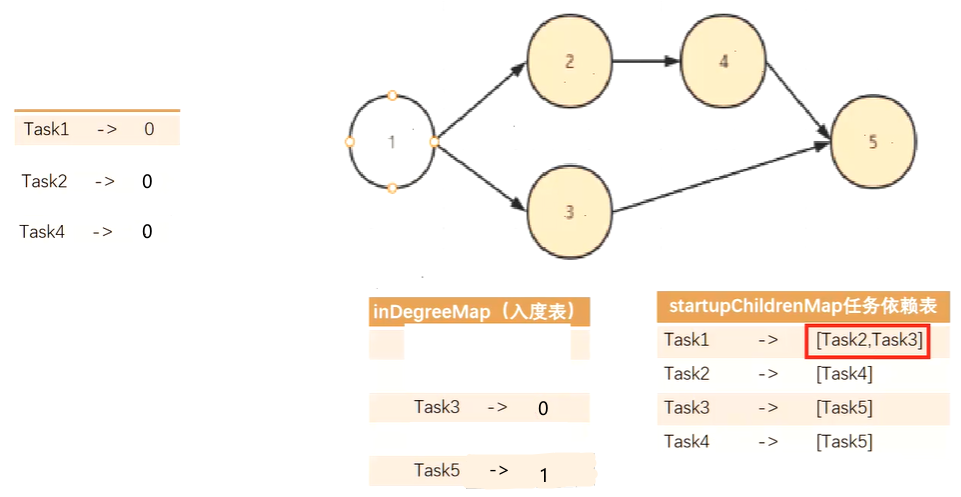 Task1 -> 0
Task2 -> 0
Task4 -> 0
1
2
4
3
5
inDegreeMap（入度表）
Task3 -> 0
Task5 -> 1
startupChildrenMap任务依赖表
Task1 -> [Task2,Task3]
Task2 -> [Task4]
Task3 -> [Task5]
Task4 -> [Task5]